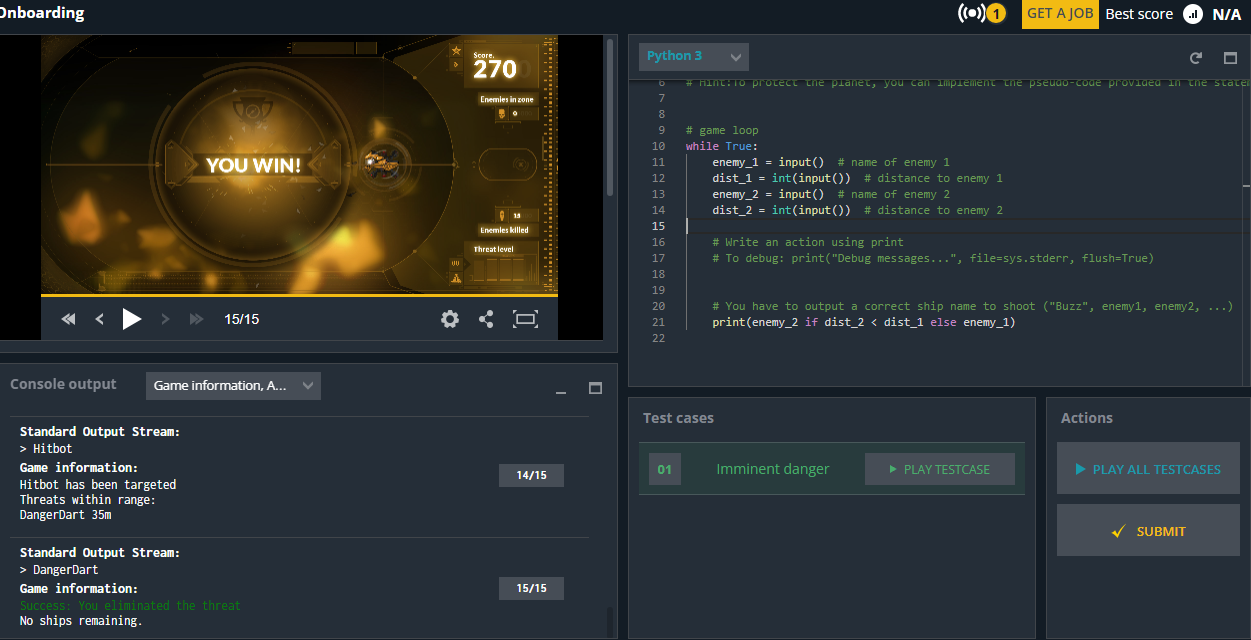 Onboarding
1
GET A JOB
Best score
N/A
Score
270
Enemies in zone
0
YOU WIN!
18
Enemies killed
Threat level
15/15
Console output
Game information, A...
Standard Output Stream:
> Hitbot
Game information:
Hitbot has been targeted
Threats within range:
DangerDart 35m
14/15
Standard Output Stream:
> DangerDart
Game information:
Success: You eliminated the threat
No ships remaining.
15/15
Python 3
6 # Hint:To protect the planet, you can implement the pseudo-code provided in the
7
8
9 # game loop
10 while True:
11 enemy_1 = input()  # name of enemy 1
12 dist_1 = int(input())  # distance to enemy 1
13 enemy_2 = input()  # name of enemy 2
14 dist_2 = int(input())  # distance to enemy 2
15
16 # Write an action using print
17 # To debug: print("Debug messages...", file=sys.stderr, flush=True)
18
19
20 # You have to output a correct ship name to shoot ("Buzz", enemy1, enemy2, ...)
21 print(enemy_2 if dist_2 < dist_1 else enemy_1)
22
Test cases
01
Imminent danger
PLAY TESTCASE
Actions
PLAY ALL TESTCASES
SUBMIT